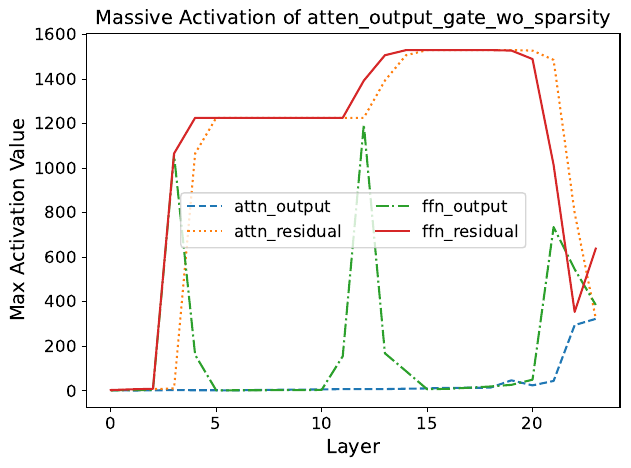 Massive Activation of atten_output_gate_wo_sparsity
Max Activation Value
1600
1400
1200
1000
800
600
400
200
0
attn_output
attn_residual
ffn_output
ffn_residual
0 5 10 15 20
Layer